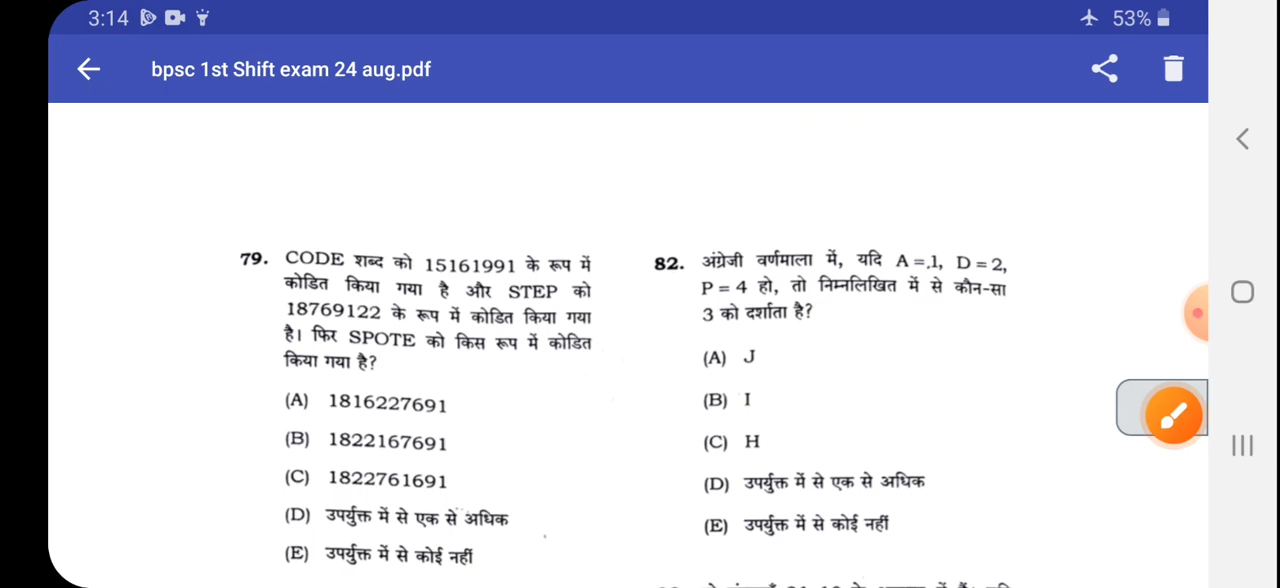 3:14
53%
bpsc 1st Shift exam 24 aug.pdf
79. CODE शब्द को 15161991 के रूप में
कोडित किया गया है और STEP को
18769122 के रूप में कोडित किया गया
है। फिर SPOTE को किस रूप में कोडित
किया गया है?
(A) 1816227691
(B) 1822167691
(C) 1822761691
(D) उपर्युक्त में से एक से अधिक
(E) उपर्युक्त में से कोई नहीं
82. अंग्रेजी वर्णमाला में, यदि A = 1, D = 2,
P = 4 हो, तो निम्नलिखित में से कौन-सा
3 को दर्शाता है?
(A) J
(B) I
(C) H
(D) उपर्युक्त में से एक से अधिक
(E) उपर्युक्त में से कोई नहीं